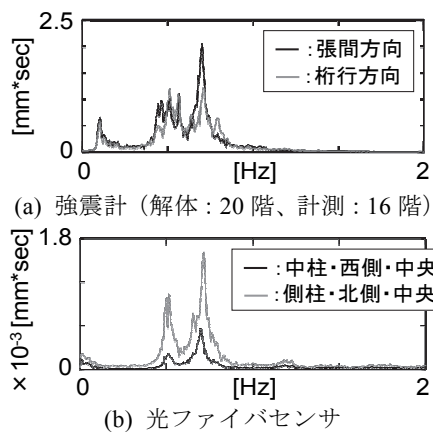 2.5
[mm*sec]
—:張間方向
—:桁行方向
0
0 [Hz] 2
(a) 強震計(解体:20 階、計測:16 階)
1.8
×10-3 [mm*sec]
—:中柱・西側・中央
—:側柱・北側・中央
0
0 [Hz] 2
(b) 光ファイバセンサ